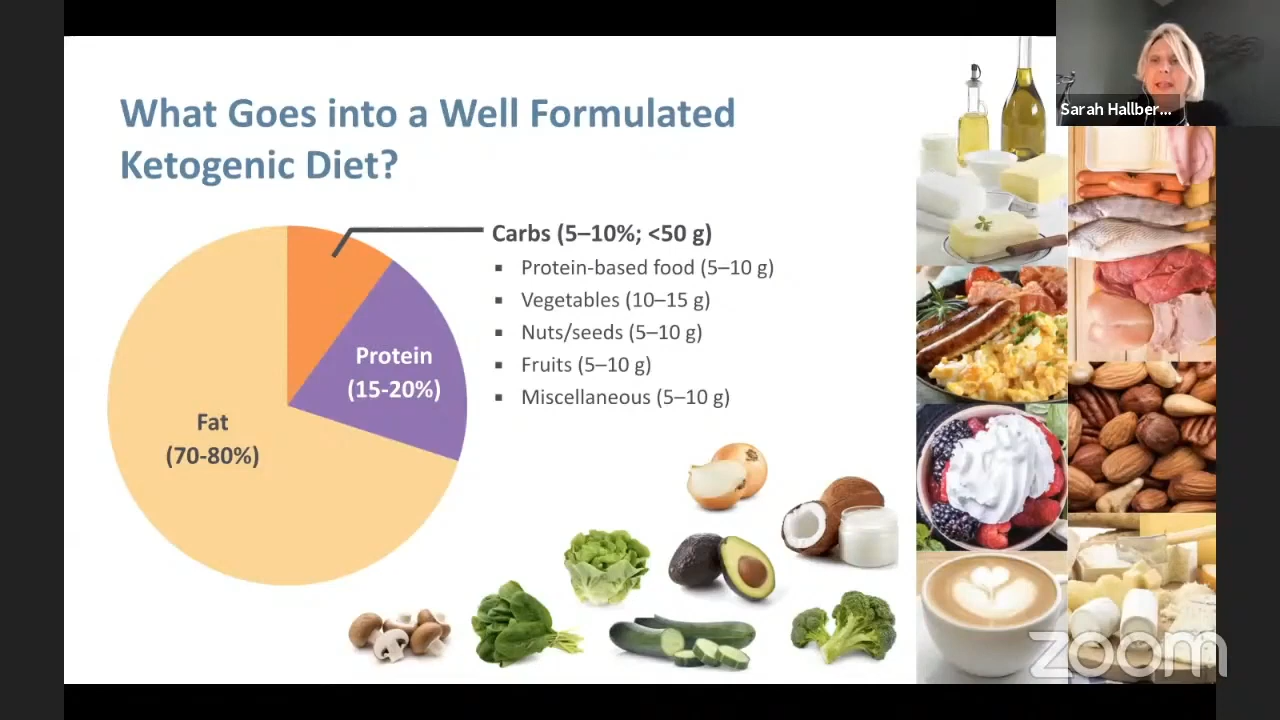 What Goes into a Well Formulated
Ketogenic Diet?
Sarah Hallber...
Carbs (5–10%; <50 g)
▪ Protein-based food (5–10 g)
▪ Vegetables (10–15 g)
▪ Nuts/seeds (5–10 g)
▪ Fruits (5–10 g)
▪ Miscellaneous (5–10 g)
Protein
(15-20%)
Fat
(70-80%)
zoom